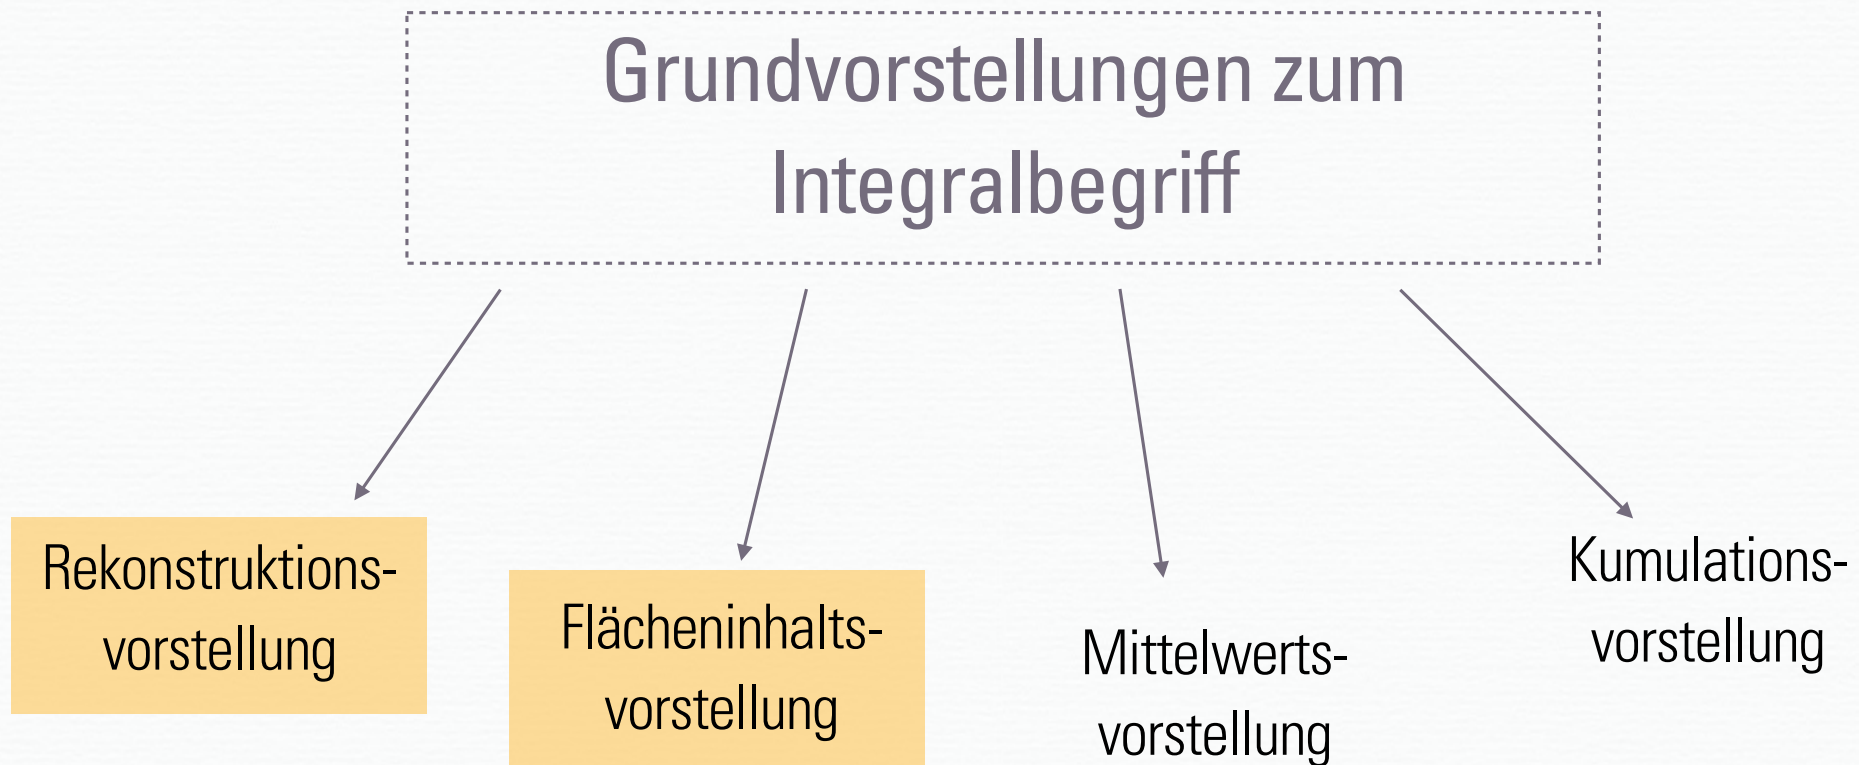 Grundvorstellungen zum
Integralbegriff
Rekonstruktions-
vorstellung
Flächeninhalts-
vorstellung
Mittelwerts-
vorstellung
Kumulations-
vorstellung